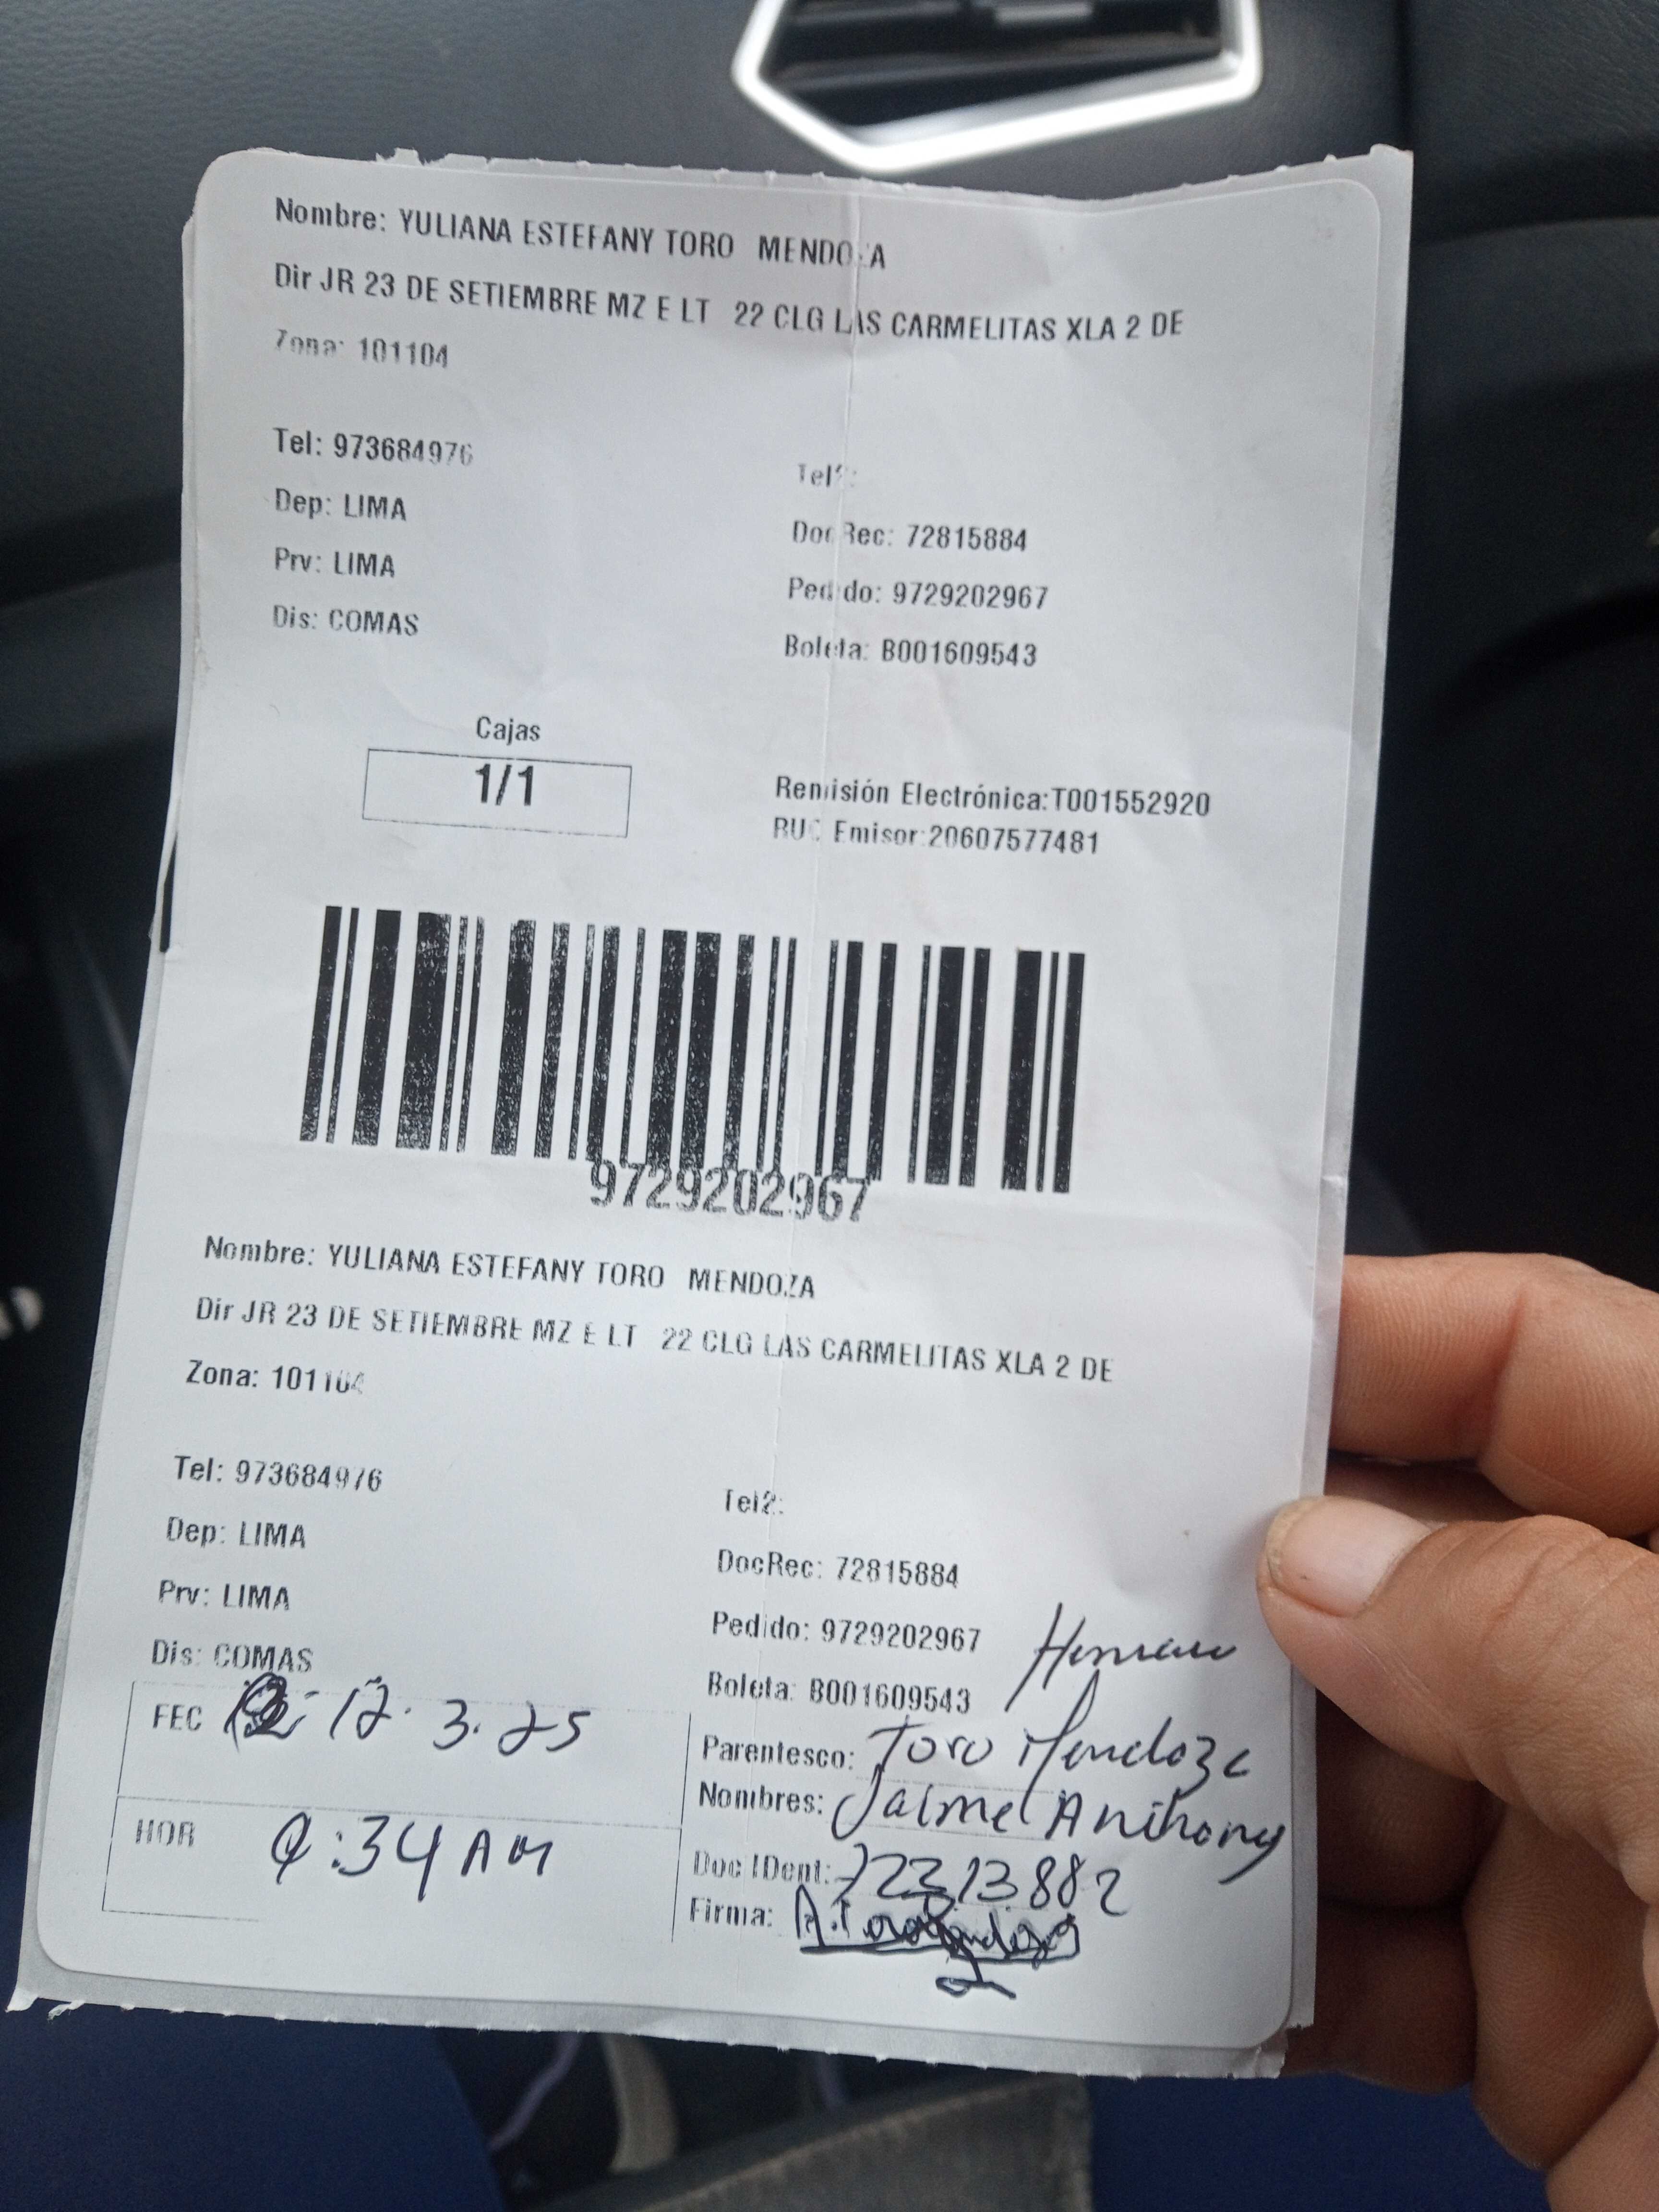 Nombre: YULIANA ESTEFANY TORO MENDOZA
Dir JR 23 DE SETIEMBRE MZ E LT 22 CLG LAS CARMELITAS XLA 2 DE
Zona: 101104
Tel: 973684976
Tel2:
Dep: LIMA
DocRec: 72815884
Prv: LIMA
Pedido: 9729202967
Dis: COMAS
Boleta: B001609543
Cajas
1/1
Remisión Electrónica:T001552920
RUC Emisor:20607577481
9729202967
Nombre: YULIANA ESTEFANY TORO MENDOZA
Dir JR 23 DE SETIEMBRE MZ E LT 22 CLG LAS CARMELITAS XLA 2 DE
Zona: 101104
Tel: 973684976
Tel2:
Dep: LIMA
DocRec: 72815884
Prv: LIMA
Pedido: 9729202967
Dis: COMAS
Boleta: B001609543
Hermano
FEC 12. 3. 25
Parentesco: Toro Mendoza
Nombres: Jaime Anthony
HOR :34 AM
Doc IDent:
Firma: